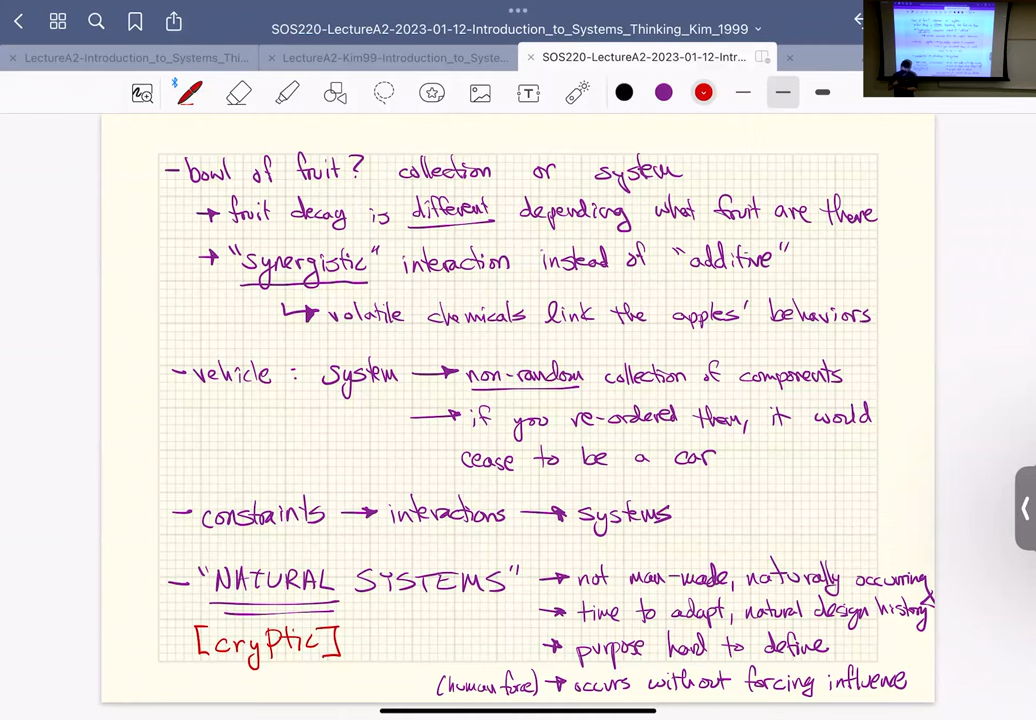 SOS220-LectureA2-2023-01-12-Introduction_to_Systems_Thinking_Kim_1999
LectureA2-Introduction_to_Systems_Thi...
LectureA2-Kim99-Introduction_to_Syste...
SOS220-LectureA2-2023-01-12-Intr...
- bowl of fruit? collection or system
→ fruit decay is different depending what fruit are there
→ "synergistic" interaction instead of "additive"
↳ volatile chemicals link the apples' behaviors
- vehicle : system → non-random collection of components
→ if you re-ordered them, it would
cease to be a car
- constraints → interactions → systems
- "NATURAL SYSTEMS" → not man-made, naturally occurring
→ time to adapt, natural design history
[cryptic] → purpose hard to define
(human force) → occurs without forcing influence